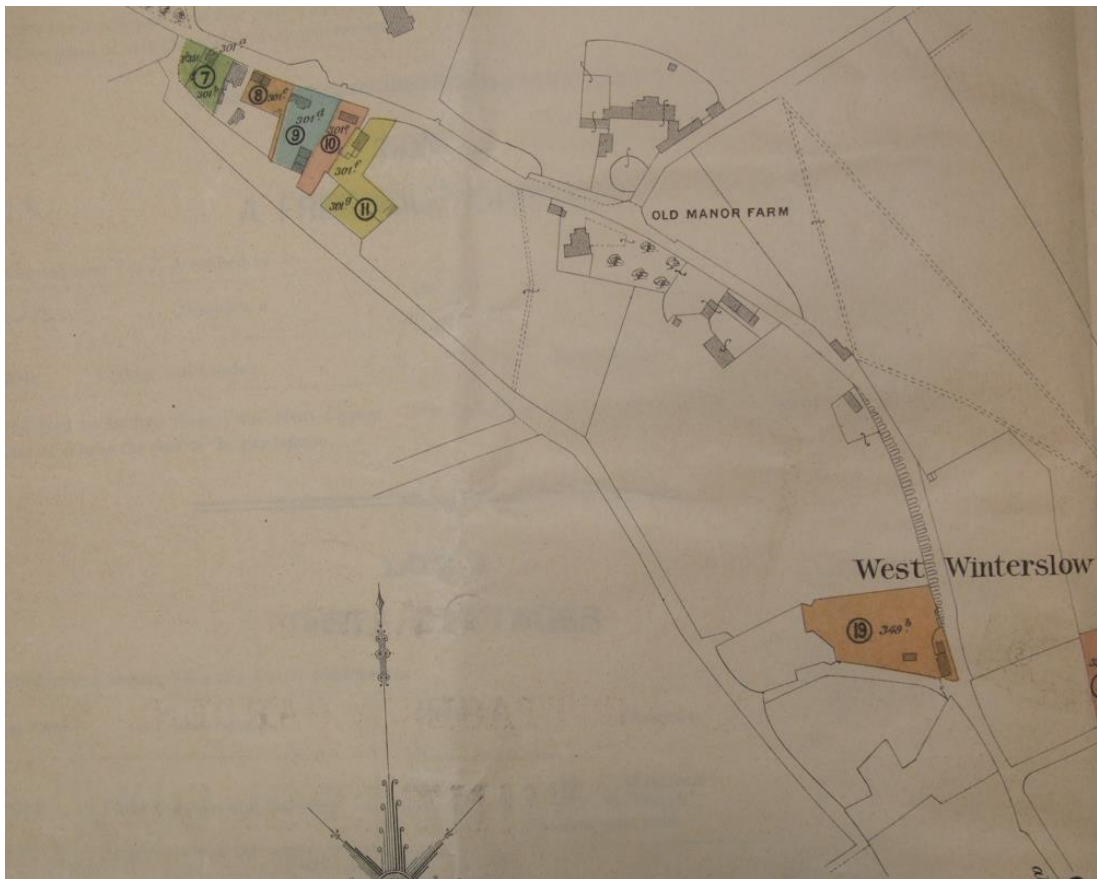 301ª
7
301ᵇ
8
301ᶜ
9
301ᵈ
10
301ᵉ
301ᶠ
301ᵍ
11
OLD MANOR FARM
West Winterslow
19
349ᵇ.